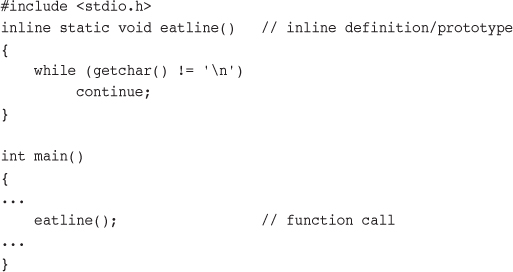 #include <stdio.h>
inline static void eatline()   // inline definition/prototype
{
    while (getchar() != '\n')
         continue;
}

int main()
{
...
    eatline();                 // function call
...
}